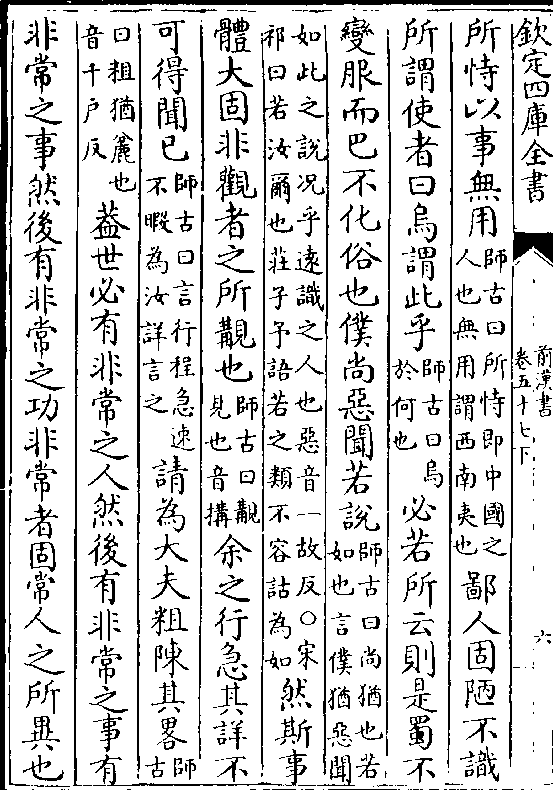 欽定四庫全書
前漢書
卷五十七下
六
所恃以事無用師古曰所恃即中國之人也無用謂西南夷也鄙人固陋不識
所謂使者曰烏謂此乎師古曰烏於何也必若所云則是蜀不
變服而巴不化俗也僕尚惡聞若說師古曰尚猶也若如也言僕猶惡聞
如此之說况乎遠識之人也惡音一故反○宋祁曰若汝爾也莊子予語若之類不容詁為如然斯事
體大固非觀者之所覯也師古曰覯見也音搆余之行急其詳不
可得聞已師古曰言行程急速不暇為汝詳言之請為大夫粗陳其畧師古
曰粗猶麄也音千户反葢世必有非常之人然後有非常之事有
非常之事然後有非常之功非常者固常人之所異也